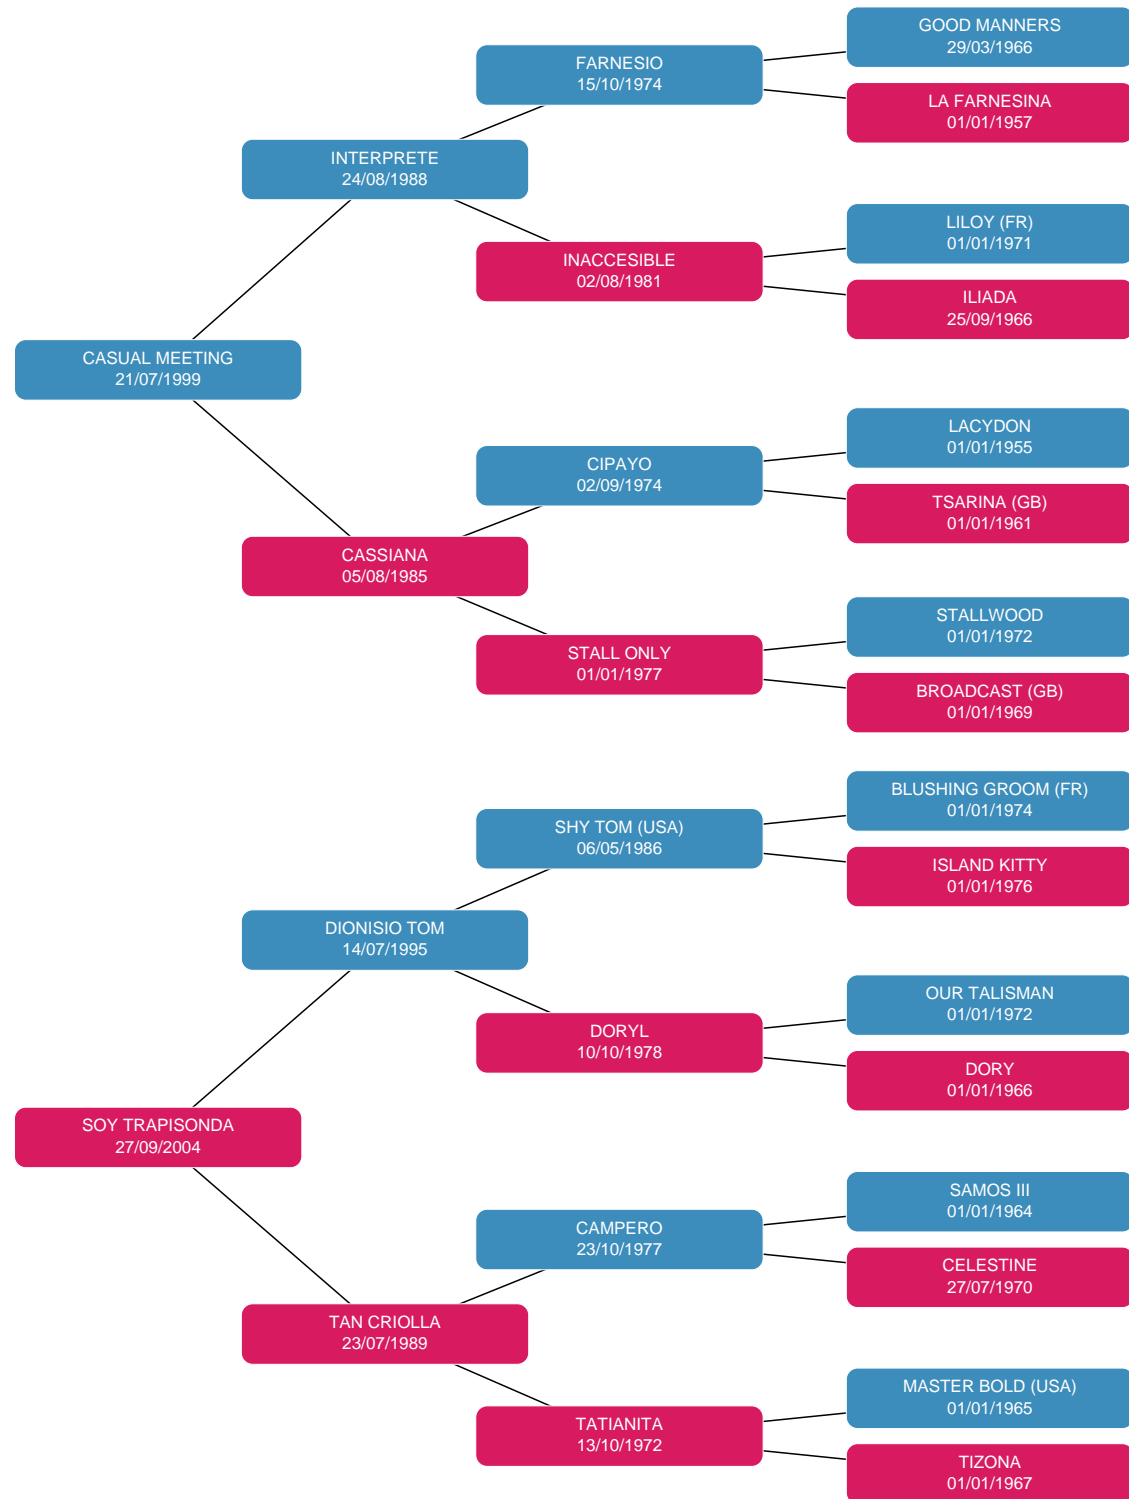 GOOD MANNERS
29/03/1966
FARNESIO
15/10/1974
LA FARNESINA
01/01/1957
INTERPRETE
24/08/1988
LILOY (FR)
01/01/1971
INACCESIBLE
02/08/1981
ILIADA
25/09/1966
CASUAL MEETING
21/07/1999
LACYDON
01/01/1955
CIPAYO
02/09/1974
TSARINA (GB)
01/01/1961
CASSIANA
05/08/1985
STALLWOOD
01/01/1972
STALL ONLY
01/01/1977
BROADCAST (GB)
01/01/1969
BLUSHING GROOM (FR)
01/01/1974
SHY TOM (USA)
06/05/1986
ISLAND KITTY
01/01/1976
DIONISIO TOM
14/07/1995
OUR TALISMAN
01/01/1972
DORYL
10/10/1978
DORY
01/01/1966
SOY TRAPISONDA
27/09/2004
SAMOS III
01/01/1964
CAMPERO
23/10/1977
CELESTINE
27/07/1970
TAN CRIOLLA
23/07/1989
MASTER BOLD (USA)
01/01/1965
TATIANITA
13/10/1972
TIZONA
01/01/1967